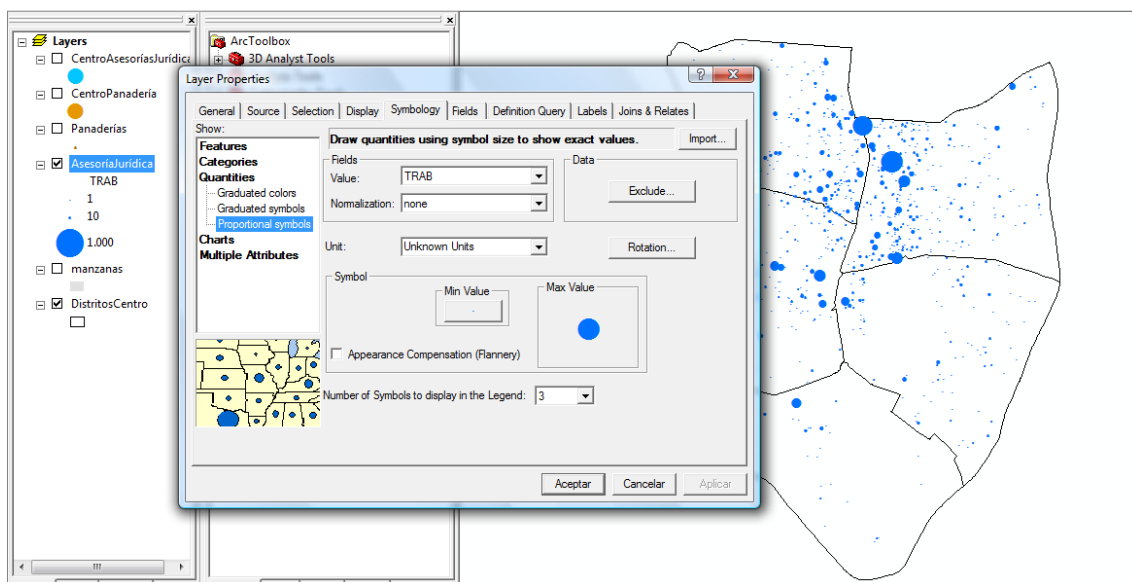 Layers
CentroAsesoríasJurídica
CentroPanadería
Panaderías
AsesoríaJurídica
TRAB
1
10
1.000
manzanas
DistritosCentro
ArcToolbox
3D Analyst Tools
Layer Properties
General Source Selection Display Symbology Fields Definition Query Labels Joins & Relates
Show:
Features
Categories
Quantities
Graduated colors
Graduated symbols
Proportional symbols
Charts
Multiple Attributes
Draw quantities using symbol size to show exact values.
Import...
Fields
Value: TRAB
Normalization: none
Data
Exclude...
Unit: Unknown Units
Rotation...
Symbol
Min Value
Max Value
Appearance Compensation (Flannery)
Number of Symbols to display in the Legend: 3
Aceptar Cancelar Aplicar